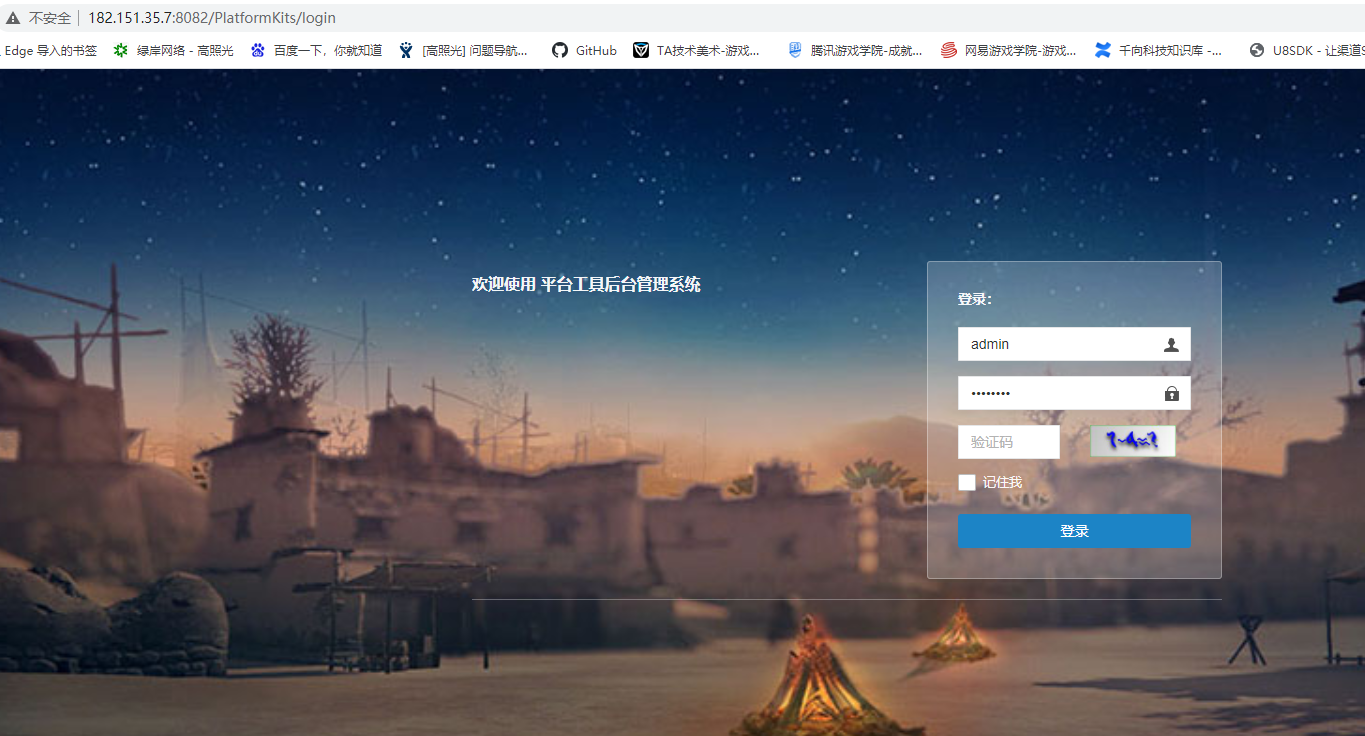 不安全 182.151.35.7:8082/PlatformKits/login
Edge 导入的书签 绿岸网络 - 高照光 百度一下，你就知道 [高照光] 问题导航... GitHub TA技术美术-游戏... 腾讯游戏学院-成就... 网易游戏学院-游戏... 千向科技知识库 -... U8SDK - 让渠道S
欢迎使用 平台工具后台管理系统
登录：
admin
••••••••
验证码
记住我
登录